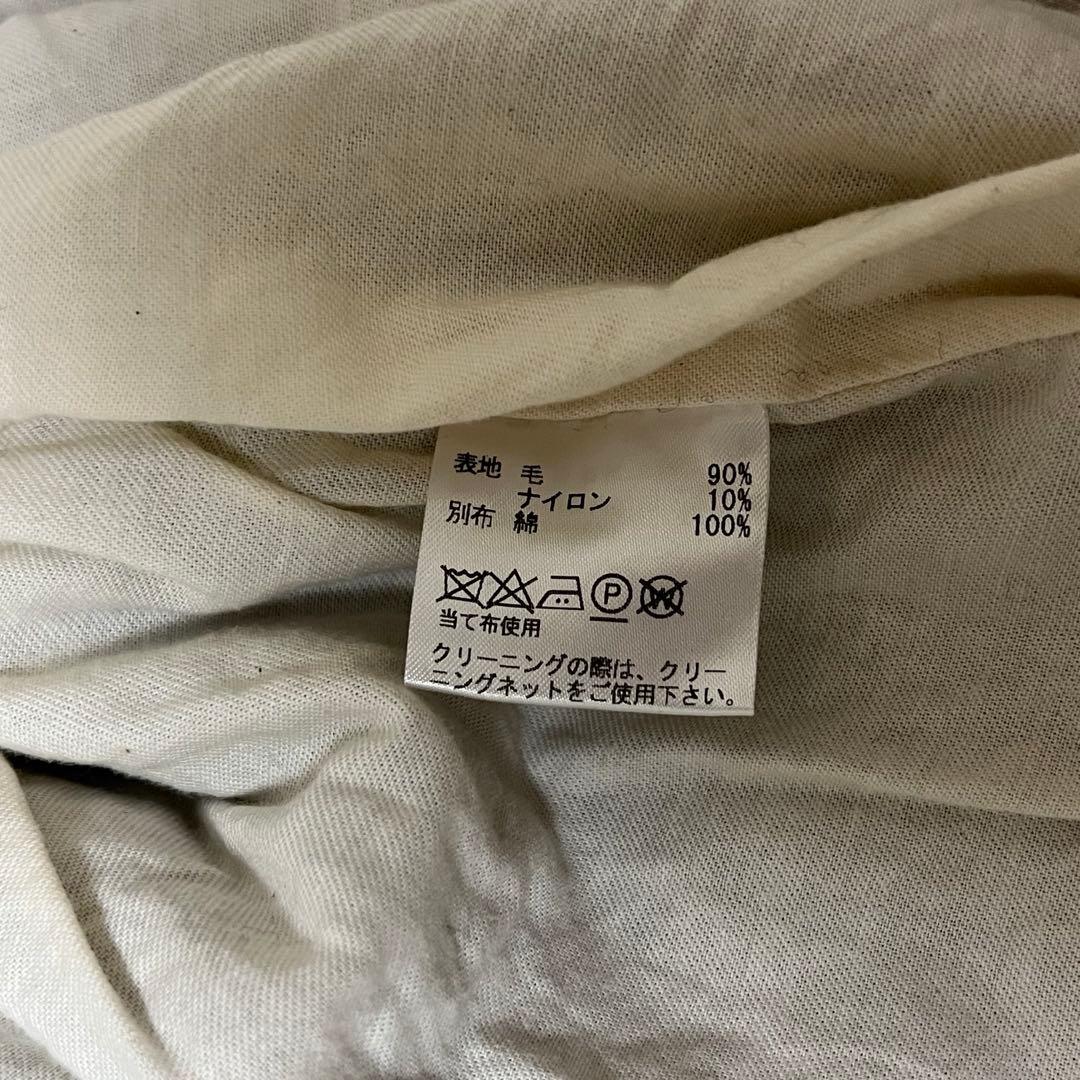 表地 毛 90%
ナイロン 10%
別布 綿 100%
P W
当て布使用
クリーニングの際は、クリー
ニングネットをご使用下さい。